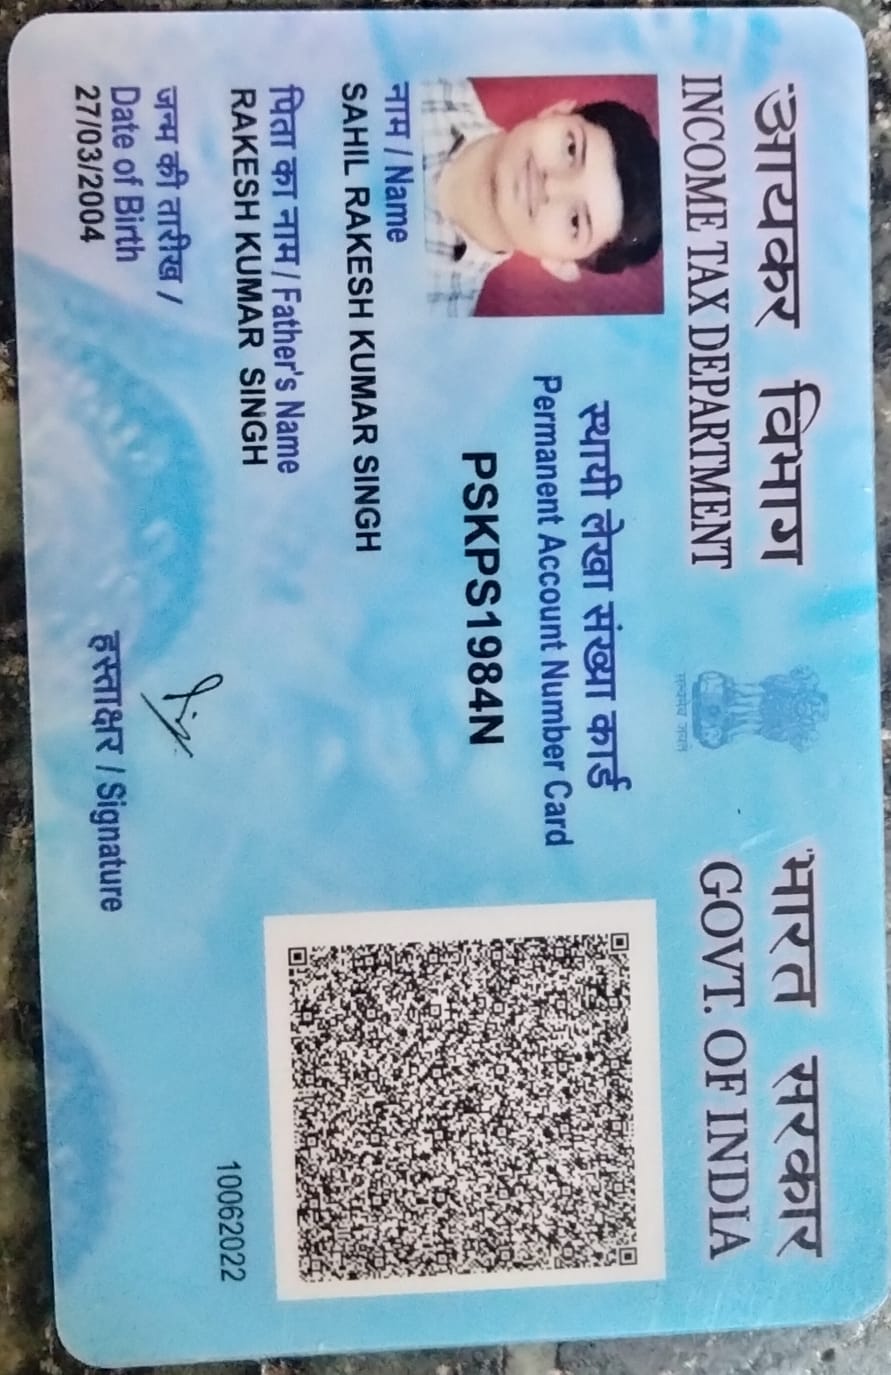 आयकर विभाग
INCOME TAX DEPARTMENT
भारत सरकार
GOVT. OF INDIA
सत्यमेव जयते
स्थायी लेखा संख्या कार्ड
Permanent Account Number Card
PSKPS1984N
नाम / Name
SAHIL RAKESH KUMAR SINGH
पिता का नाम / Father's Name
RAKESH KUMAR SINGH
10062022
जन्म की तारीख /
Date of Birth
27/03/2004
हस्ताक्षर / Signature